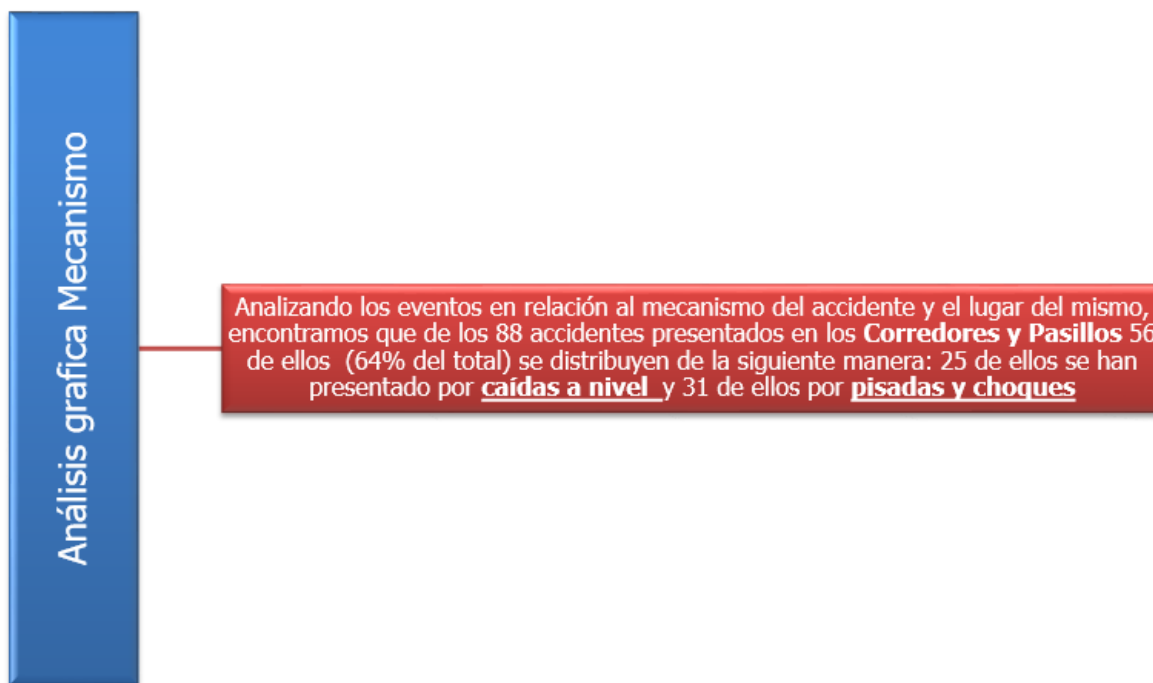 Análisis grafica Mecanismo
Analizando los eventos en relación al mecanismo del accidente y el lugar del mismo,
encontramos que de los 88 accidentes presentados en los Corredores y Pasillos 56
de ellos (64% del total) se distribuyen de la siguiente manera: 25 de ellos se han
presentado por caídas a nivel y 31 de ellos por pisadas y choques